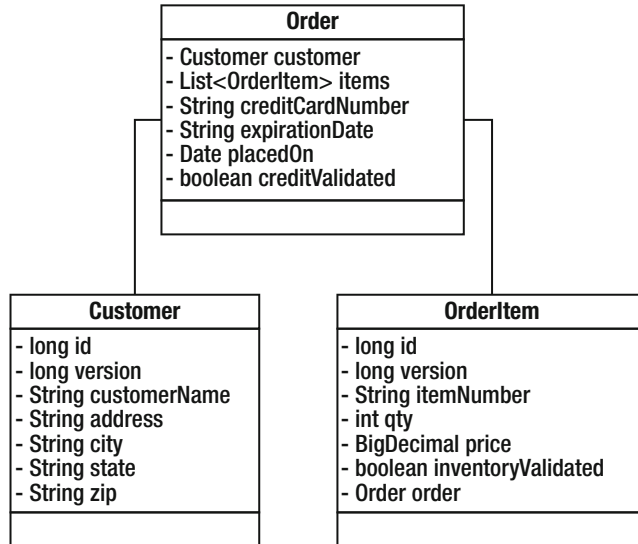 Order
- Customer customer
- List<OrderItem> items
- String creditCardNumber
- String expirationDate
- Date placedOn
- boolean creditValidated
Customer
- long id
- long version
- String customerName
- String address
- String city
- String state
- String zip
OrderItem
- long id
- long version
- String itemNumber
- int qty
- BigDecimal price
- boolean inventoryValidated
- Order order